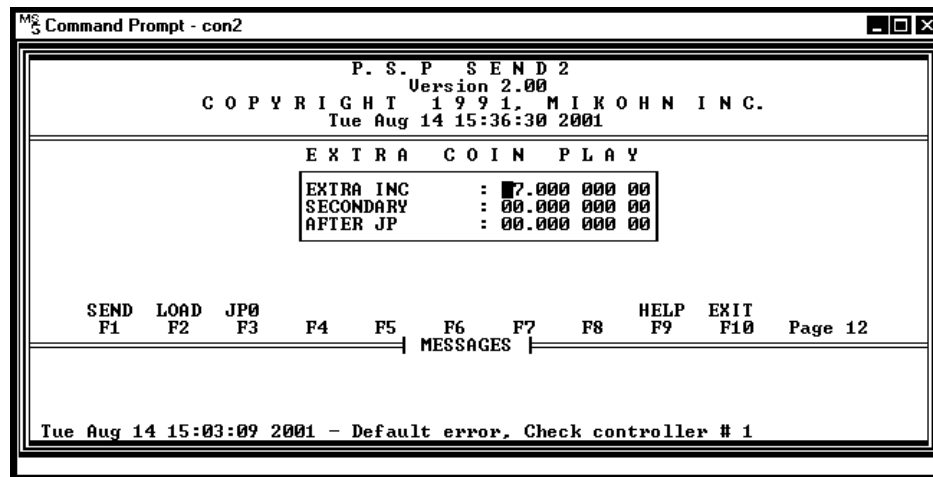 Command Prompt - con2
P. S. P S E N D 2
Version 2.00
C O P Y R I G H T 1 9 9 1, M I K O H N I N C.
Tue Aug 14 15:36:30 2001
E X T R A C O I N P L A Y
EXTRA INC : 7.000 000 00
SECONDARY : 00.000 000 00
AFTER JP : 00.000 000 00
SEND LOAD JP0 HELP EXIT
F1 F2 F3 F4 F5 F6 F7 F8 F9 F10 Page 12
MESSAGES
Tue Aug 14 15:03:09 2001 - Default error, Check controller # 1